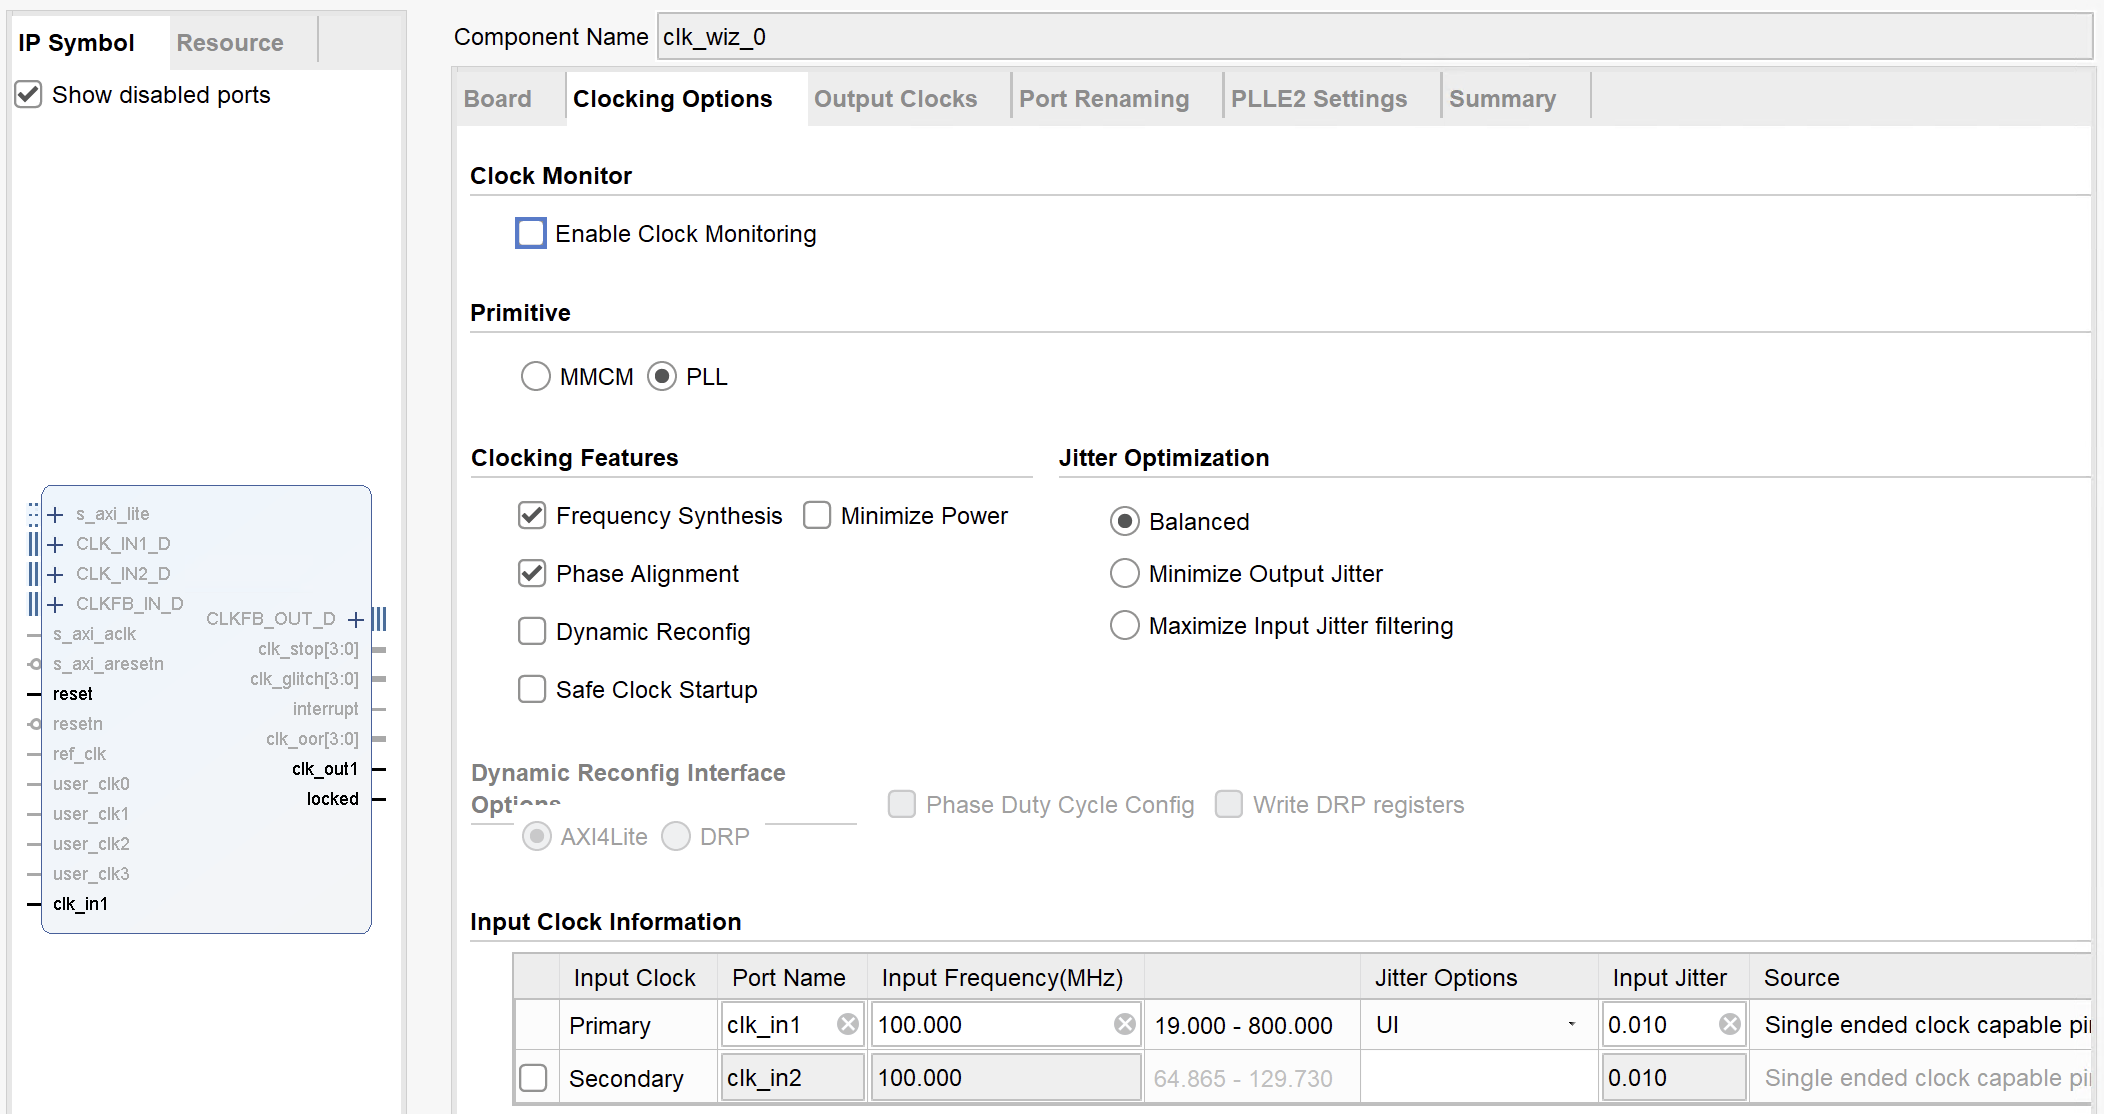 IP Symbol
Resource
Show disabled ports
s_axi_lite
CLK_IN1_D
CLK_IN2_D
CLKFB_IN_D
s_axi_aclk
s_axi_aresetn
reset
resetn
ref_clk
user_clk0
user_clk1
user_clk2
user_clk3
clk_in1
CLKFB_OUT_D
clk_stop[3:0]
clk_glitch[3:0]
interrupt
clk_oor[3:0]
clk_out1
locked
Component Name clk_wiz_0
Board Clocking Options Output Clocks Port Renaming PLLE2 Settings Summary
Clock Monitor
Enable Clock Monitoring
Primitive
MMCM PLL
Clocking Features
Frequency Synthesis Minimize Power
Phase Alignment
Dynamic Reconfig
Safe Clock Startup
Jitter Optimization
Balanced
Minimize Output Jitter
Maximize Input Jitter filtering
Dynamic Reconfig Interface
Options
AXI4Lite DRP
Phase Duty Cycle Config Write DRP registers
Input Clock Information
Input Clock Port Name Input Frequency(MHz) Jitter Options Input Jitter Source
Primary clk_in1 100.000 19.000 - 800.000 UI 0.010 Single ended clock capable pi
Secondary clk_in2 100.000 64.865 - 129.730 0.010 Single ended clock capable pi